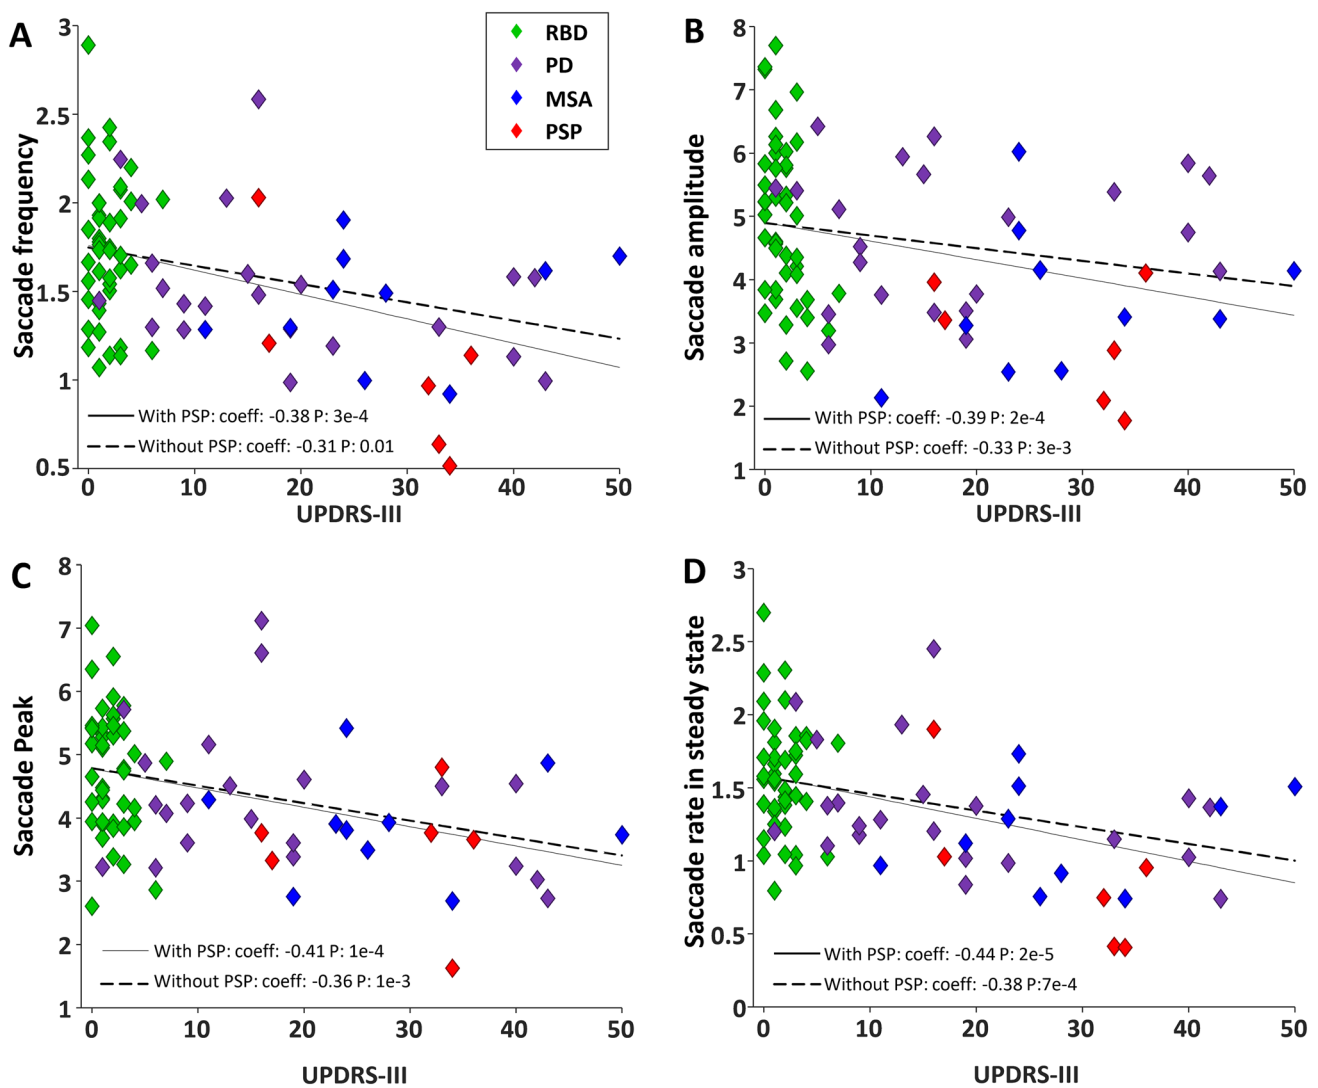 A
3
2.5
2
1.5
1
0.5
Saccade frequency
RBD
PD
MSA
PSP
With PSP: coeff: -0.38 P: 3e-4
Without PSP: coeff: -0.31 P: 0.01
0 10 20 30 40 50
UPDRS-III
B
8
7
6
5
4
3
2
1
Saccade amplitude
With PSP: coeff: -0.39 P: 2e-4
Without PSP: coeff: -0.33 P: 3e-3
0 10 20 30 40 50
UPDRS-III
C
8
7
6
5
4
3
2
1
Saccade Peak
With PSP: coeff: -0.41 P: 1e-4
Without PSP: coeff: -0.36 P: 1e-3
0 10 20 30 40 50
UPDRS-III
D
3
2.5
2
1.5
1
0.5
0
Saccade rate in steady state
With PSP: coeff: -0.44 P: 2e-5
Without PSP: coeff: -0.38 P:7e-4
0 10 20 30 40 50
UPDRS-III